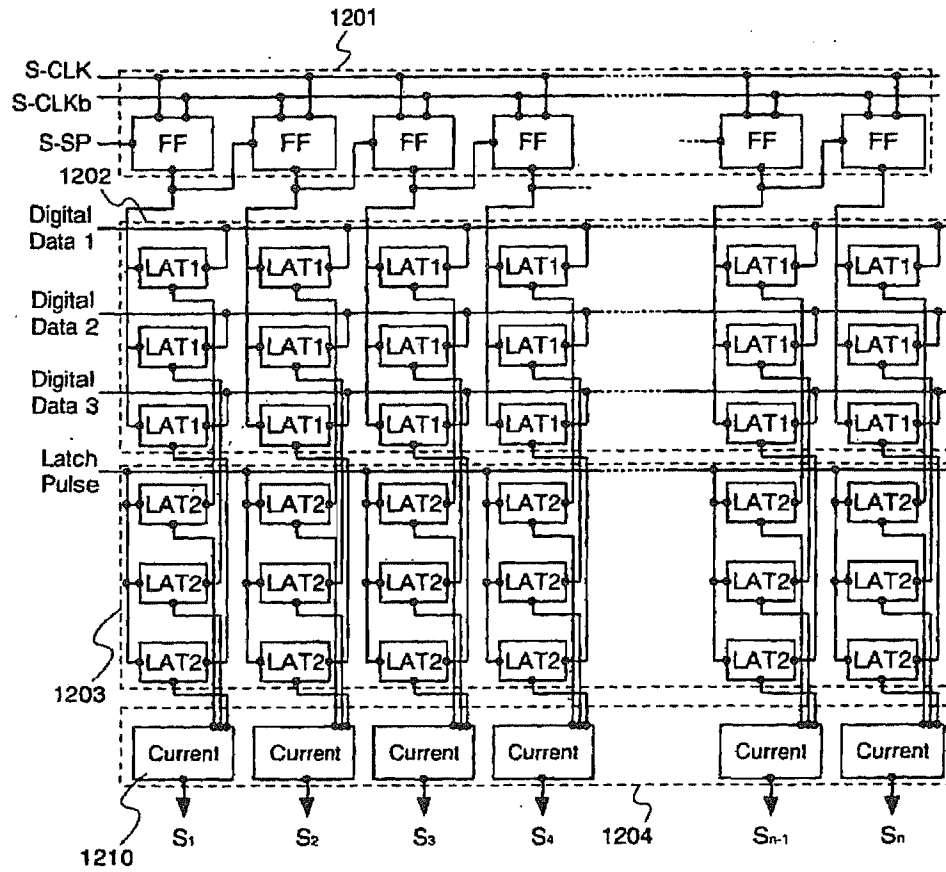 1201
S-CLK
S-CLKb
S-SP
FF FF FF FF FF FF
1202
Digital
Data 1
LAT1 LAT1 LAT1 LAT1 LAT1 LAT1
Digital
Data 2
LAT1 LAT1 LAT1 LAT1 LAT1 LAT1
Digital
Data 3
LAT1 LAT1 LAT1 LAT1 LAT1 LAT1
Latch
Pulse
LAT2 LAT2 LAT2 LAT2 LAT2 LAT2
LAT2 LAT2 LAT2 LAT2 LAT2 LAT2
LAT2 LAT2 LAT2 LAT2 LAT2 LAT2
1203
Current Current Current Current Current Current
S1 S2 S3 S4 1204 Sn-1 Sn
1210